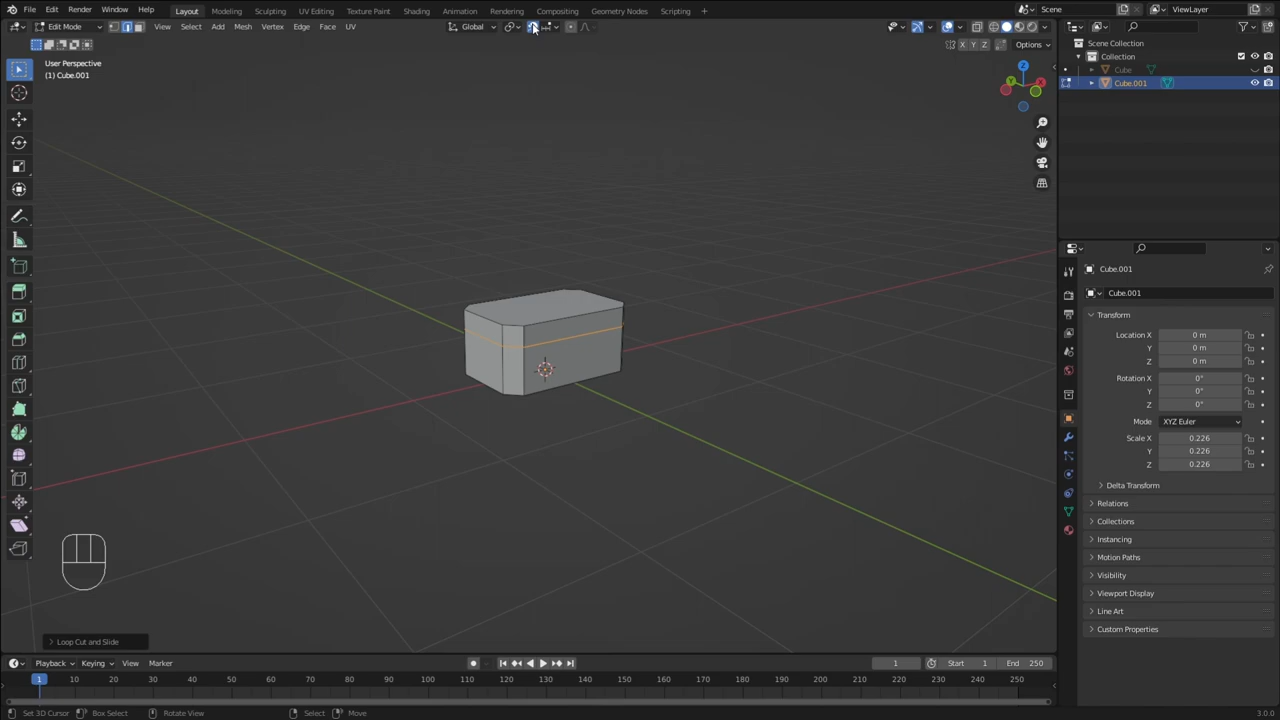 File Edit Render Window Help Layout Modeling Sculpting UV Editing Texture Paint Shading Animation Rendering Compositing Geometry Nodes Scripting + Scene ViewLayer
Edit Mode View Select Add Mesh Vertex Edge Face UV Global
X Y Z Options
User Perspective
(1) Cube.001
Z
Y X
Scene Collection
Collection
Cube
Cube.001
Cube.001
Cube.001
Transform
Location X 0 m
Y 0 m
Z 0 m
Rotation X 0°
Y 0°
Z 0°
Mode XYZ Euler
Scale X 0.226
Y 0.226
Z 0.226
Delta Transform
Relations
Collections
Instancing
Motion Paths
Visibility
Viewport Display
Line Art
Custom Properties
Loop Cut and Slide
Playback Keying View Marker 1 Start 1 End 250
1 10 20 30 40 50 60 70 80 90 100 110 120 130 140 150 160 170 180 190 200 210 220 230 240 250
Set 3D Cursor Box Select Rotate View Select Move 3.0.0